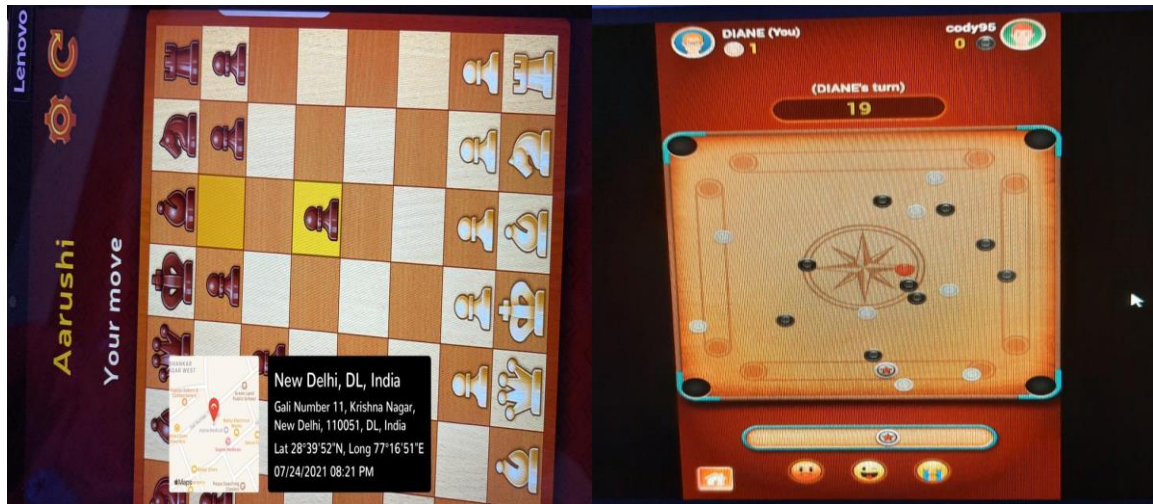 Lenovo
Aarushi
Your move
New Delhi, DL, India
Gali Number 11, Krishna Nagar,
New Delhi, 110051, DL, India
Lat 28°39'52"N, Long 77°16'51"E
07/24/2021 08:21 PM
Maps
DIANE (You)
1
cody95
0
(DIANE's turn)
19